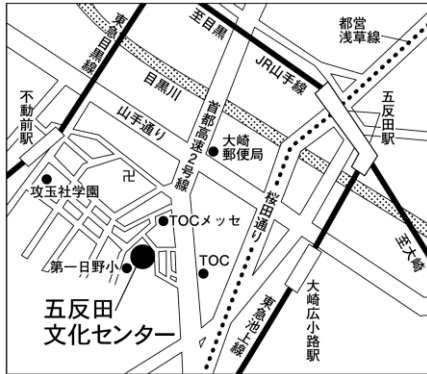 至目黒
都営
浅草線
東急目黒線
JR山手線
目黒川
首都高速2号線
五反田駅
不動前駅
山手通り
大崎
郵便局
卍
攻玉社学園
桜田通り
TOCメッセ
至大崎
第一日野小
TOC
五反田
文化センター
東急池上線
大崎広小路駅